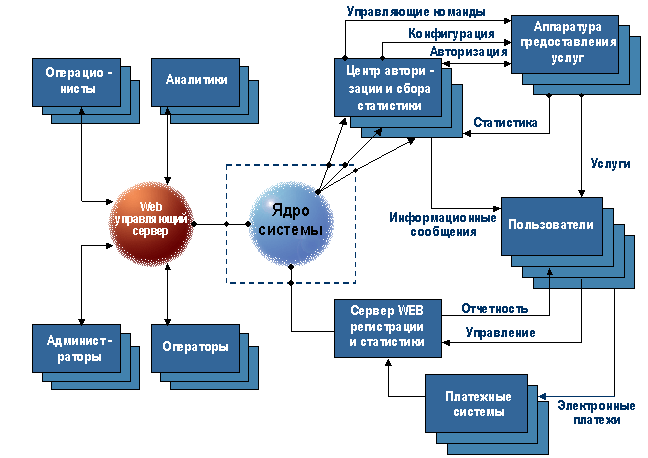 Управляющие команды
Конфигурация
Авторизация
Аппаратура
предоставления
услуг
Операцио -
нисты
Аналитики
Центр автори -
зации и сбора
статистики
Статистика
Услуги
Web
управляющий
сервер
Ядро
системы
Информационные
сообщения
Пользователи
Админист -
раторы
Операторы
Сервер WEB
регистрации
и статистики
Отчетность
Управление
Платежные
системы
Электронные
платежи